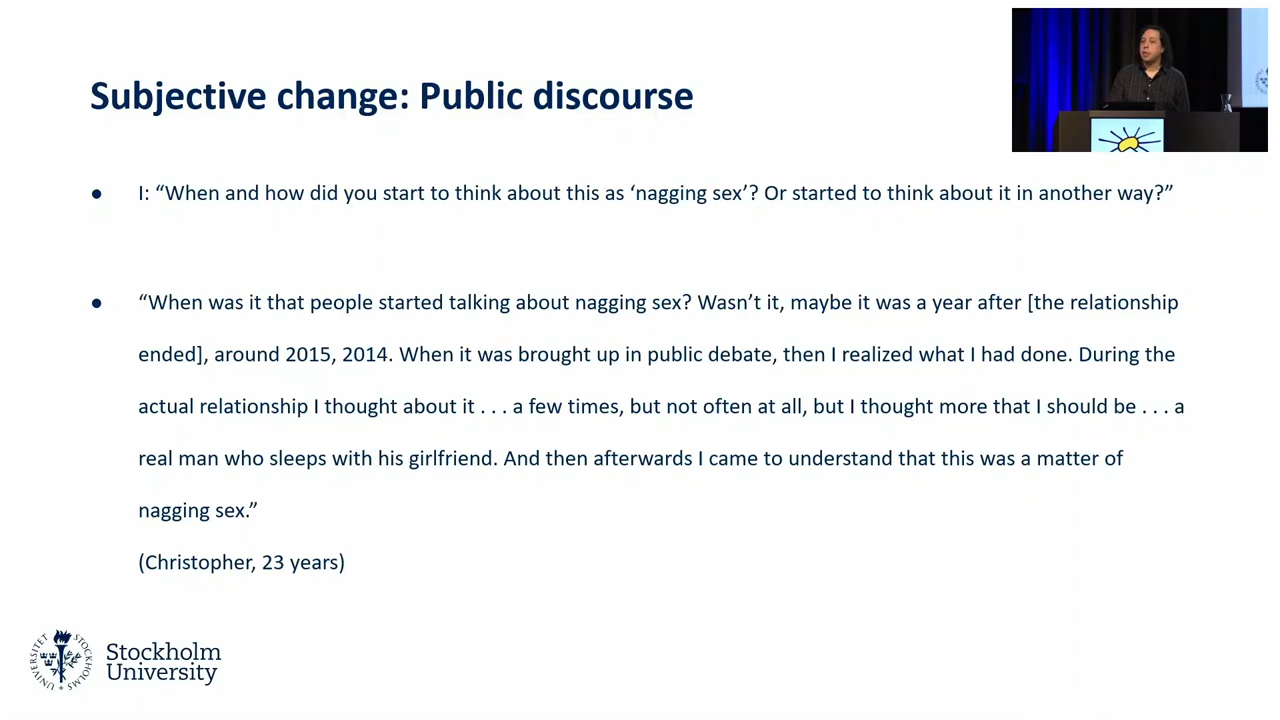 Subjective change: Public discourse
● I: “When and how did you start to think about this as ‘nagging sex’? Or started to think about it in another way?”
● “When was it that people started talking about nagging sex? Wasn’t it, maybe it was a year after [the relationship
ended], around 2015, 2014. When it was brought up in public debate, then I realized what I had done. During the
actual relationship I thought about it . . . a few times, but not often at all, but I thought more that I should be . . . a
real man who sleeps with his girlfriend. And then afterwards I came to understand that this was a matter of
nagging sex.”
(Christopher, 23 years)
STOCKHOLMS UNIVERSITET
Stockholm
University